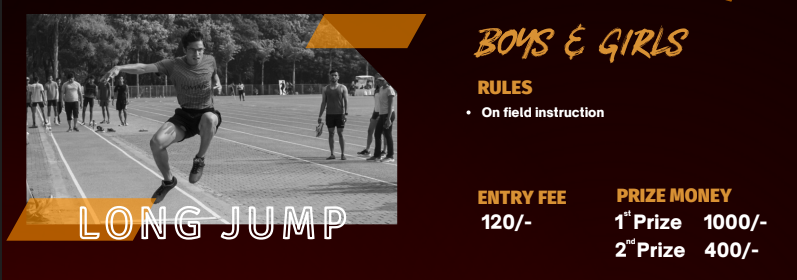 BOYS & GIRLS
RULES
• On field instruction
LONG JUMP
ENTRY FEE
120/-
PRIZE MONEY
1st Prize 1000/-
2nd Prize 400/-